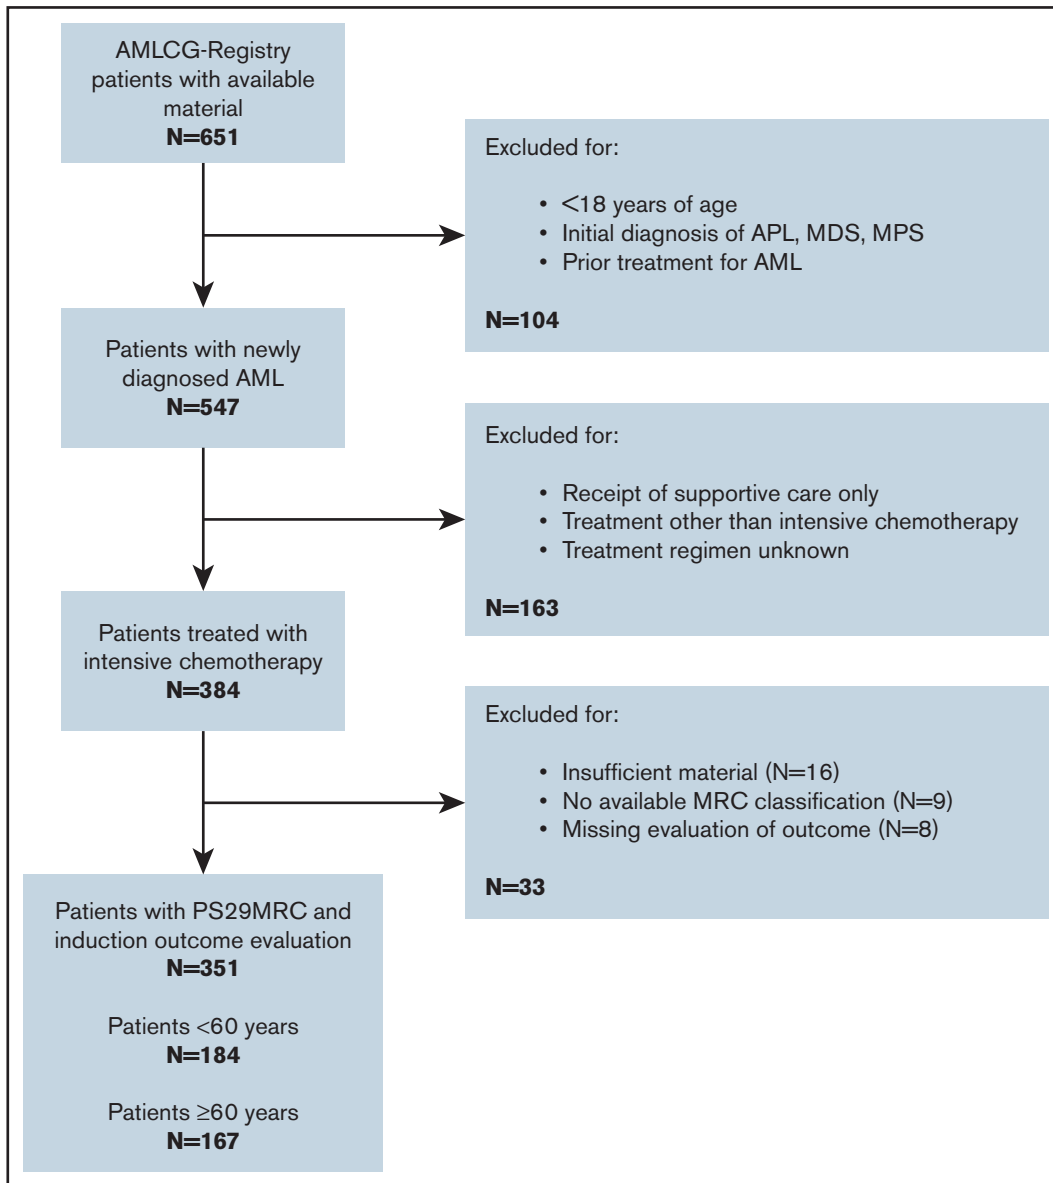 AMLCG-Registry
patients with available
material
N=651
Excluded for:
• <18 years of age
• Initial diagnosis of APL, MDS, MPS
• Prior treatment for AML
N=104
Patients with newly
diagnosed AML
N=547
Excluded for:
• Receipt of supportive care only
• Treatment other than intensive chemotherapy
• Treatment regimen unknown
N=163
Patients treated with
intensive chemotherapy
N=384
Excluded for:
• Insufficient material (N=16)
• No available MRC classification (N=9)
• Missing evaluation of outcome (N=8)
N=33
Patients with PS29MRC and
induction outcome evaluation
N=351
Patients <60 years
N=184
Patients ≥60 years
N=167